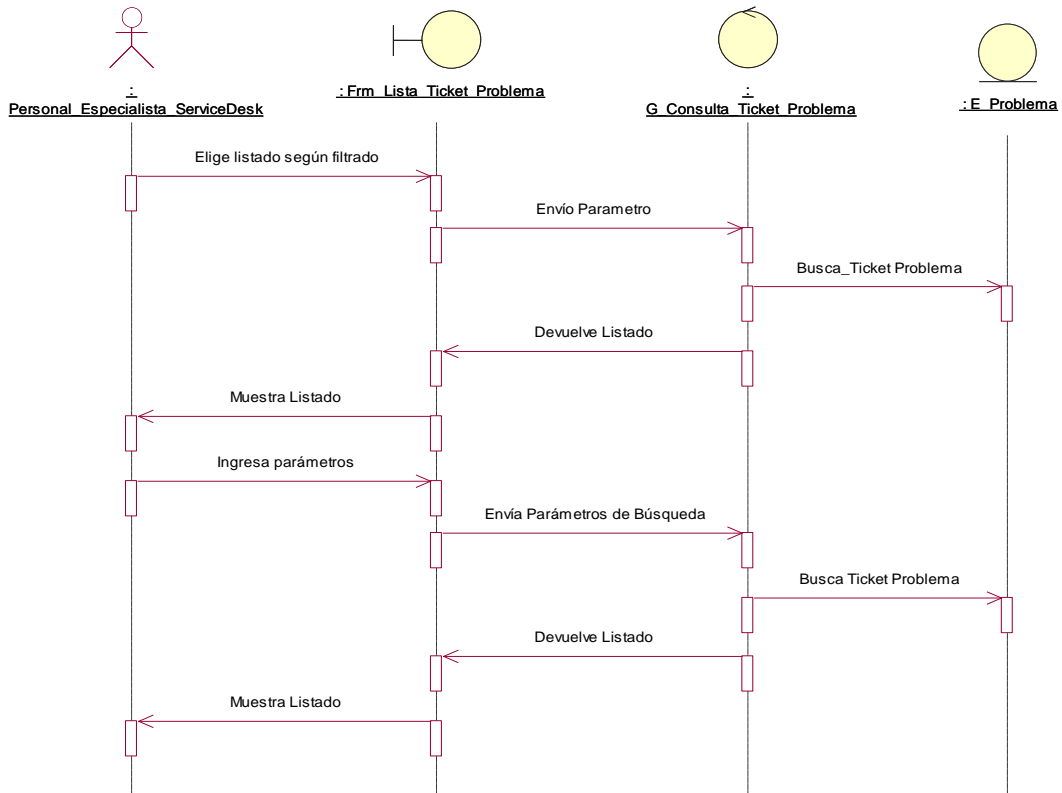 :
Personal_Especialista_ServiceDesk
: Frm_Lista_Ticket_Problema
:
G_Consulta_Ticket_Problema
: E_Problema
Elige listado según filtrado
Envío Parametro
Busca_Ticket Problema
Devuelve Listado
Muestra Listado
Ingresa parámetros
Envía Parámetros de Búsqueda
Busca Ticket Problema
Devuelve Listado
Muestra Listado